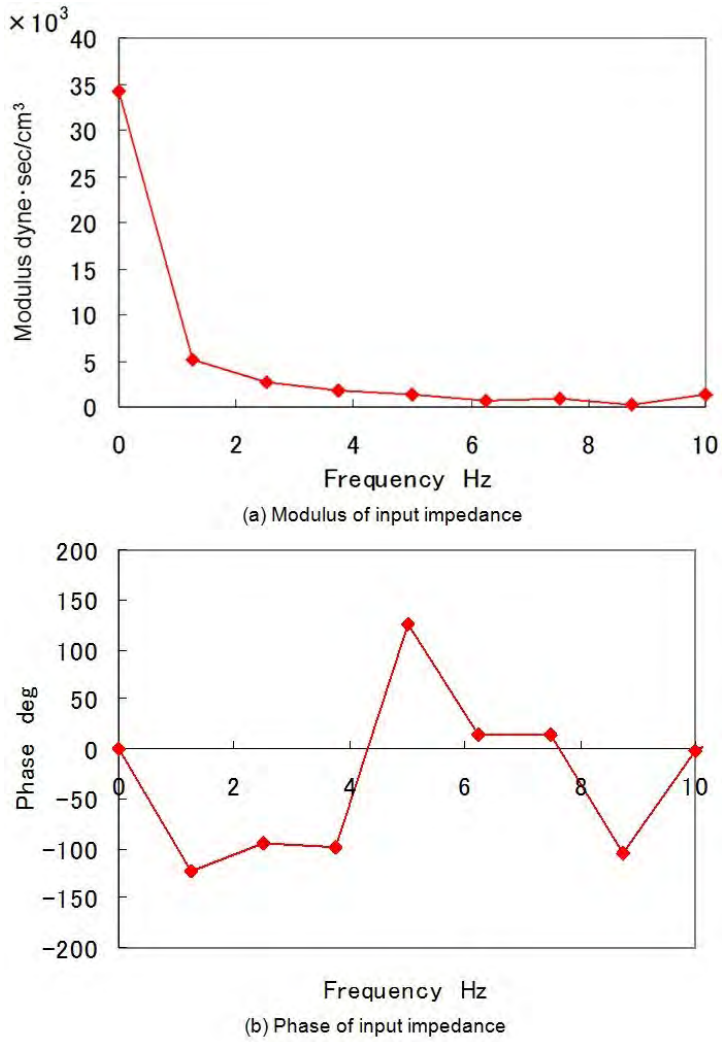 ×10³
40
35
30
25
20
15
10
5
0
Modulus dyne·sec/cm³
0 2 4 6 8 10
Frequency Hz
(a) Modulus of input impedance
200
150
100
50
0
-50
-100
-150
-200
Phase deg
0 2 4 6 8 10
Frequency Hz
(b) Phase of input impedance